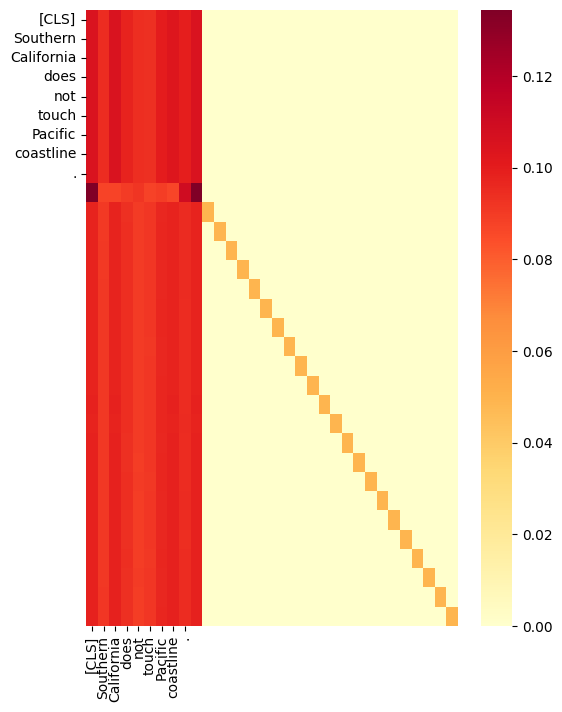 [CLS]
Southern
California
does
not
touch
Pacific
coastline
.
0.12
0.10
0.08
0.06
0.04
0.02
0.00
[CLS]
Southern
California
does
not
touch
Pacific
coastline
.